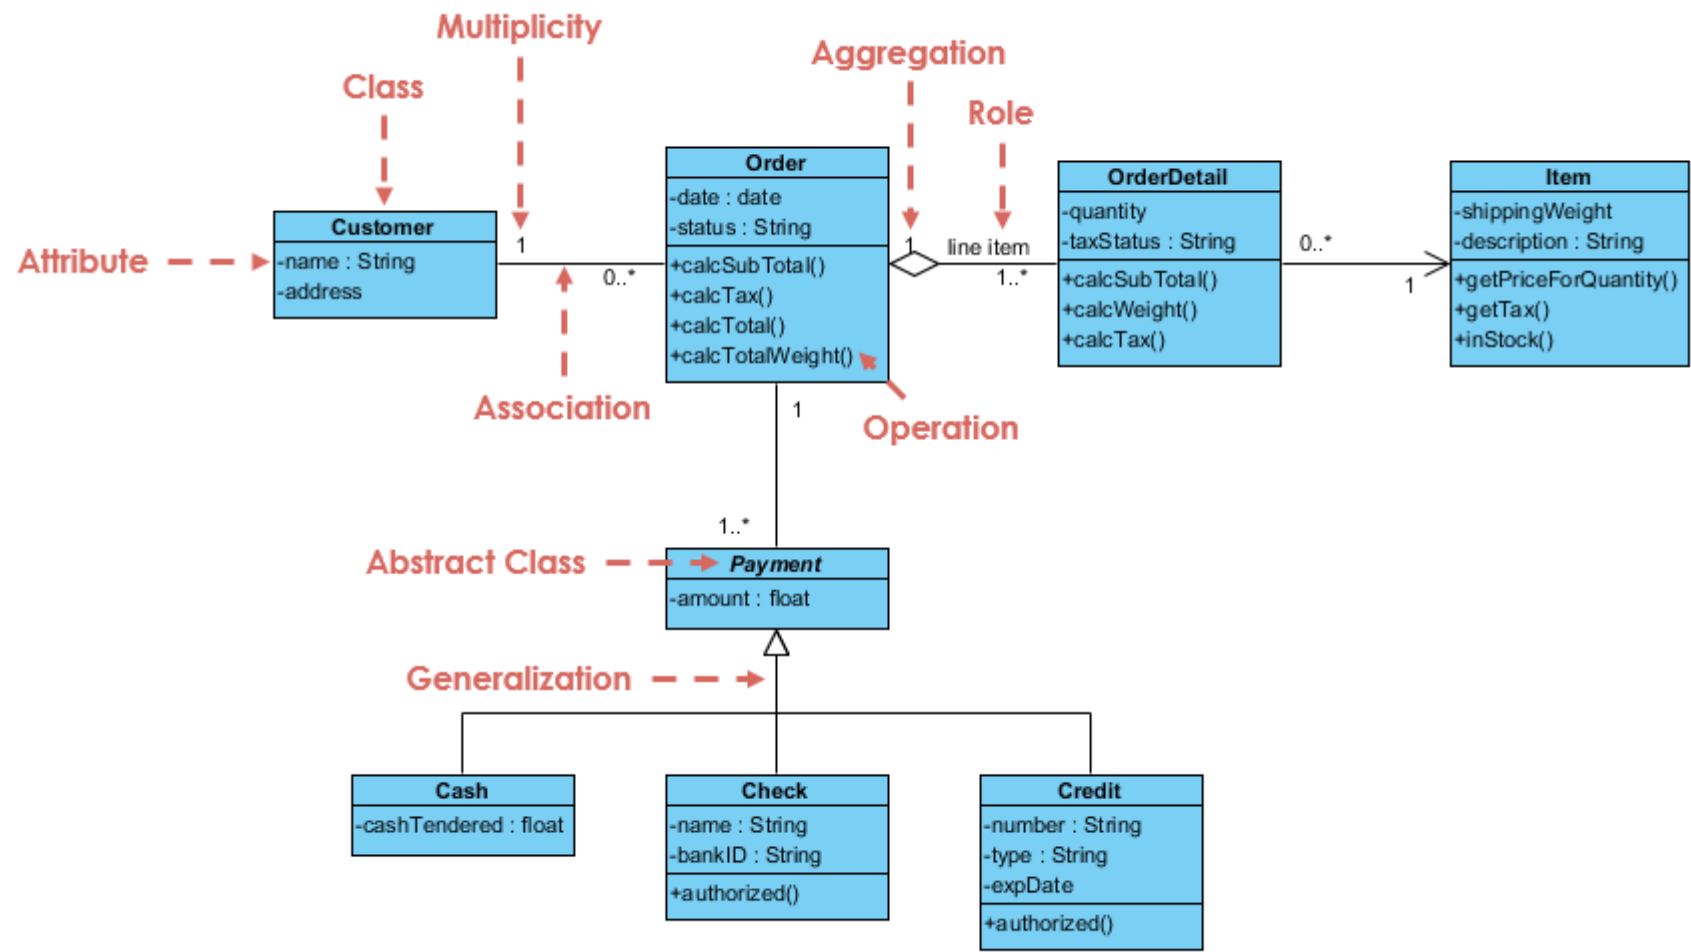 Multiplicity
Aggregation
Class
Role
Attribute
Customer
-name : String
-address
1
0..*
Association
Order
-date : date
-status : String
+calcSubTotal()
+calcTax()
+calcTotal()
+calcTotalWeight()
Operation
1
line item
1..*
OrderDetail
-quantity
-taxStatus : String
+calcSubTotal()
+calcWeight()
+calcTax()
0..*
1
Item
-shippingWeight
-description : String
+getPriceForQuantity()
+getTax()
+inStock()
1
1..*
Abstract Class
Payment
-amount : float
Generalization
Cash
-cashTendered : float
Check
-name : String
-bankID : String
+authorized()
Credit
-number : String
-type : String
-expDate
+authorized()